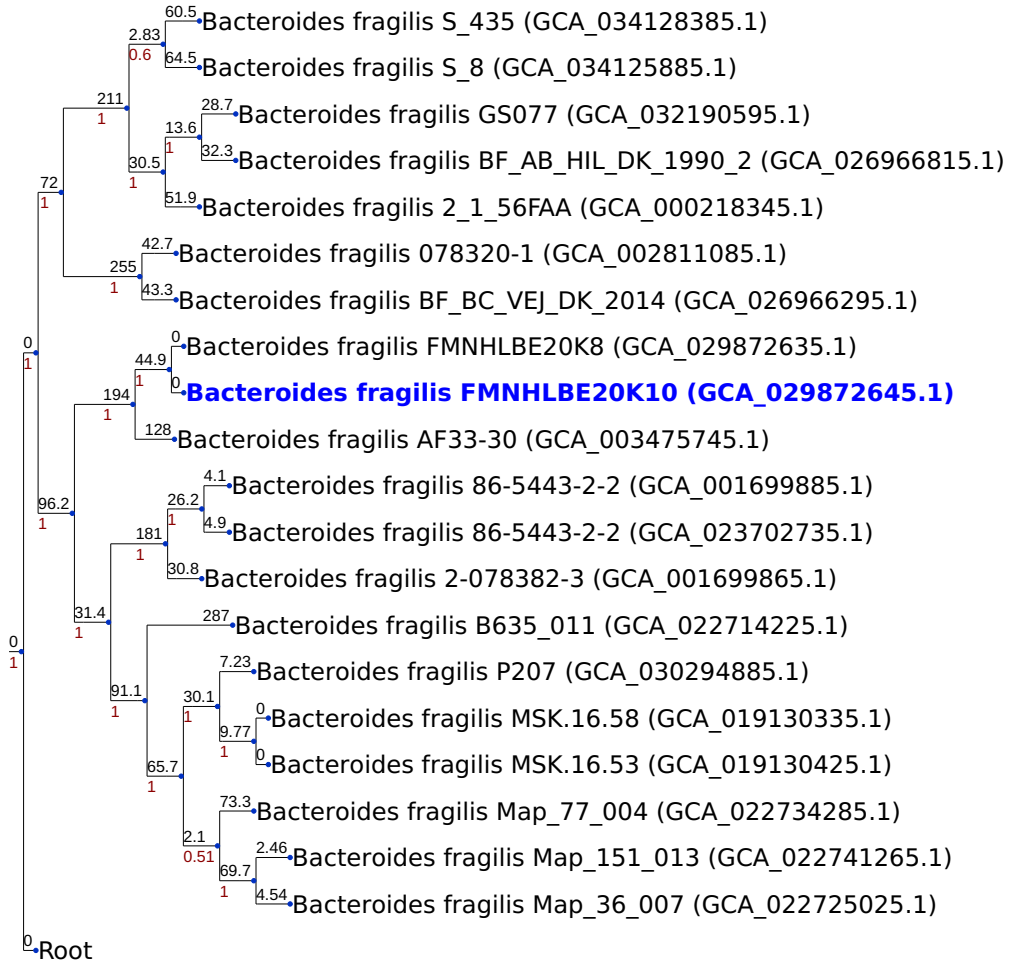 60.5
Bacteroides fragilis S_435 (GCA_034128385.1)
2.83
0.6
64.5
Bacteroides fragilis S_8 (GCA_034125885.1)
211
1
28.7
Bacteroides fragilis GS077 (GCA_032190595.1)
13.6
1
32.3
Bacteroides fragilis BF_AB_HIL_DK_1990_2 (GCA_026966815.1)
30.5
1
51.9
Bacteroides fragilis 2_1_56FAA (GCA_000218345.1)
72
1
42.7
Bacteroides fragilis 078320-1 (GCA_002811085.1)
255
1
43.3
Bacteroides fragilis BF_BC_VEJ_DK_2014 (GCA_026966295.1)
0
1
0
Bacteroides fragilis FMNHLBE20K8 (GCA_029872635.1)
44.9
1
0
Bacteroides fragilis FMNHLBE20K10 (GCA_029872645.1)
194
1
128
Bacteroides fragilis AF33-30 (GCA_003475745.1)
96.2
1
4.1
Bacteroides fragilis 86-5443-2-2 (GCA_001699885.1)
26.2
1
4.9
Bacteroides fragilis 86-5443-2-2 (GCA_023702735.1)
181
1
30.8
Bacteroides fragilis 2-078382-3 (GCA_001699865.1)
31.4
1
287
Bacteroides fragilis B635_011 (GCA_022714225.1)
0
1
7.23
Bacteroides fragilis P207 (GCA_030294885.1)
91.1
1
30.1
1
0
Bacteroides fragilis MSK.16.58 (GCA_019130335.1)
9.77
1
0
Bacteroides fragilis MSK.16.53 (GCA_019130425.1)
65.7
1
73.3
Bacteroides fragilis Map_77_004 (GCA_022734285.1)
2.1
0.51
2.46
Bacteroides fragilis Map_151_013 (GCA_022741265.1)
69.7
1
4.54
Bacteroides fragilis Map_36_007 (GCA_022725025.1)
0
Root